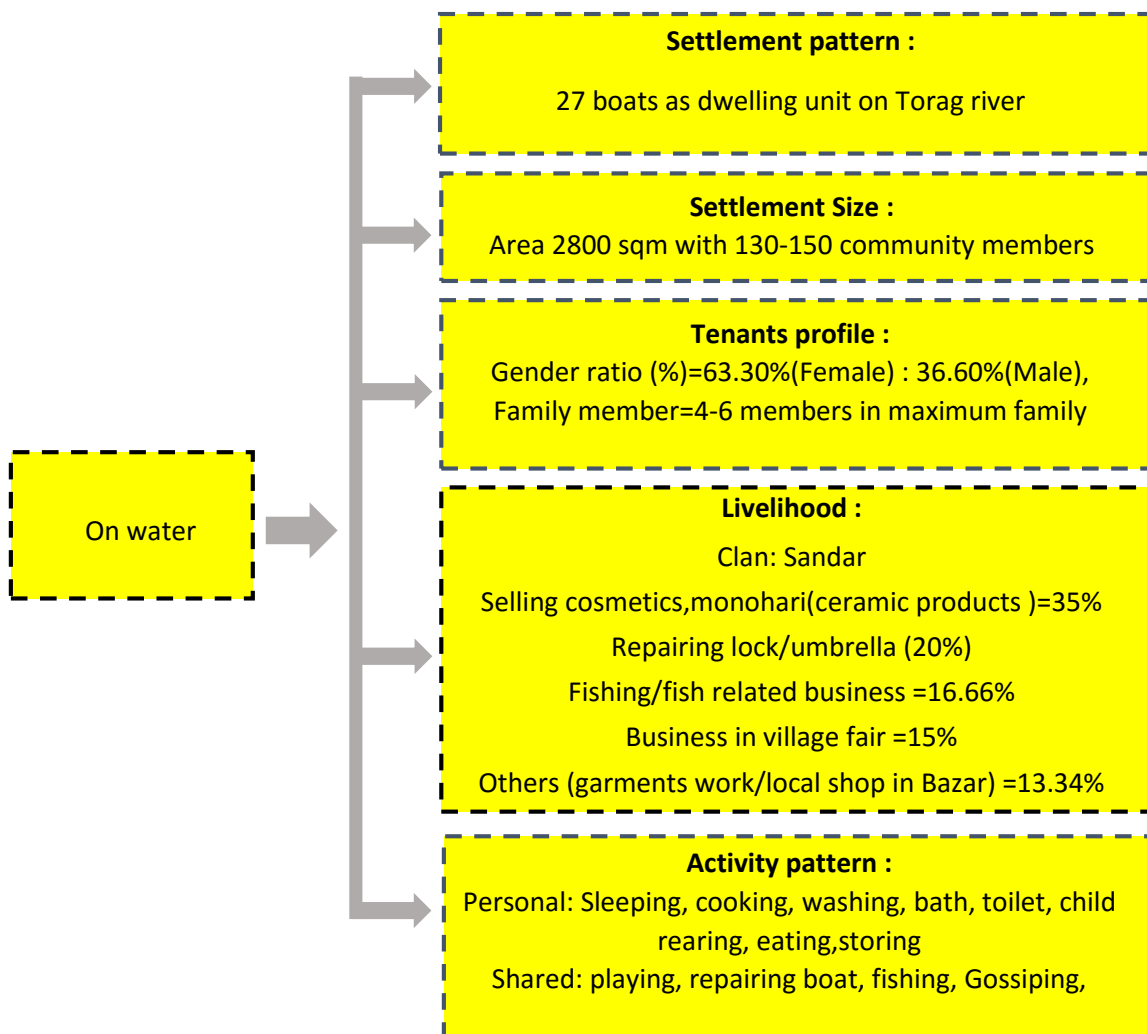 Settlement pattern :
27 boats as dwelling unit on Torag river
Settlement Size :
Area 2800 sqm with 130-150 community members
Tenants profile :
Gender ratio (%)=63.30%(Female) : 36.60%(Male),
Family member=4-6 members in maximum family
On water
Livelihood :
Clan: Sandar
Selling cosmetics,monohari(ceramic products )=35%
Repairing lock/umbrella (20%)
Fishing/fish related business =16.66%
Business in village fair =15%
Others (garments work/local shop in Bazar) =13.34%
Activity pattern :
Personal: Sleeping, cooking, washing, bath, toilet, child
rearing, eating,storing
Shared: playing, repairing boat, fishing, Gossiping,